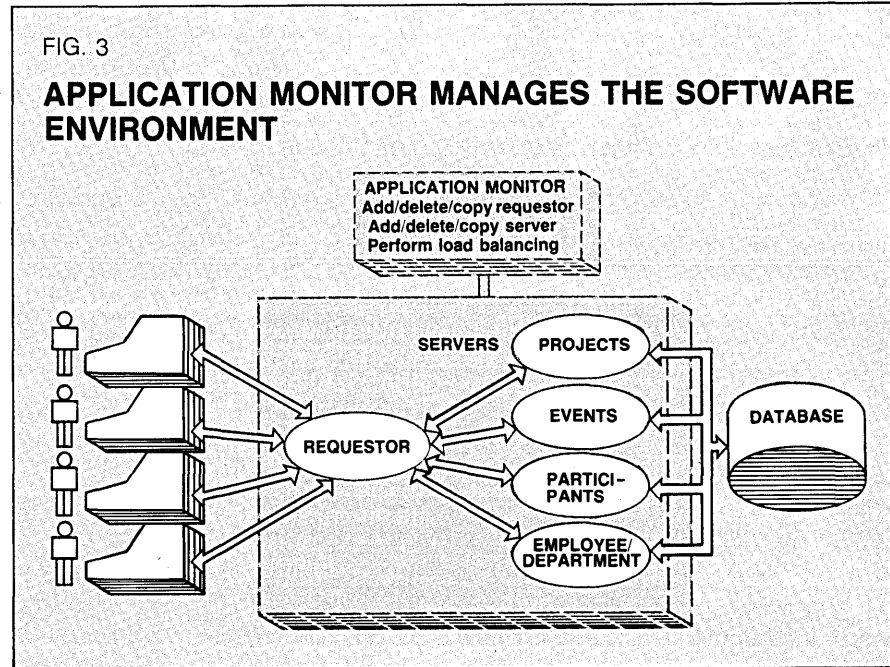 FIG. 3
APPLICATION MONITOR MANAGES THE SOFTWARE
ENVIRONMENT
APPLICATION MONITOR
Add/delete/copy requestor
Add/delete/copy server
Perform load balancing
SERVERS
PROJECTS
EVENTS
DATABASE
REQUESTOR
PARTICI-
PANTS
EMPLOYEE/
DEPARTMENT